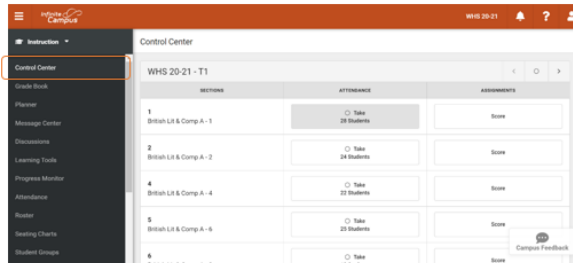 Infinite Campus
WHS 20-21
?
Instruction
Control Center
Control Center
WHS 20-21 - T1
Grade Book
SECTIONS
ATTENDANCE
ASSIGNMENTS
Planner
Message Center
Discussions
Learning Tools
Progress Monitor
Attendance
Roster
Seating Charts
Student Groups
1
British Lit & Comp A - 1
Take
28 Students
Score
2
British Lit & Comp A - 2
Take
24 Students
Score
4
British Lit & Comp A - 4
Take
22 Students
Score
5
British Lit & Comp A - 6
Take
25 Students
Score
6
Take
Score
Campus Feedback